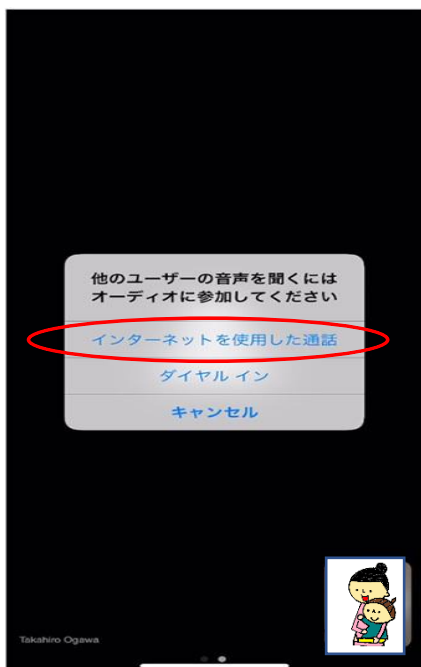 他のユーザーの音声を聞くには
オーディオに参加してください
インターネットを使用した通話
ダイヤル イン
キャンセル
Takahiro Ogawa